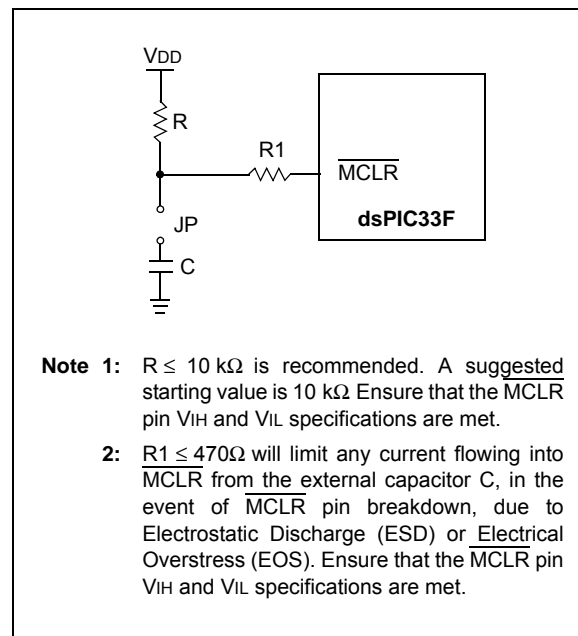 VDD
R
R1
MCLR
dsPIC33F
JP
C
Note 1: R ≤ 10 kΩ is recommended. A suggested
starting value is 10 kΩ Ensure that the MCLR
pin VIH and VIL specifications are met.
2: R1 ≤ 470Ω will limit any current flowing into
MCLR from the external capacitor C, in the
event of MCLR pin breakdown, due to
Electrostatic Discharge (ESD) or Electrical
Overstress (EOS). Ensure that the MCLR pin
VIH and VIL specifications are met.